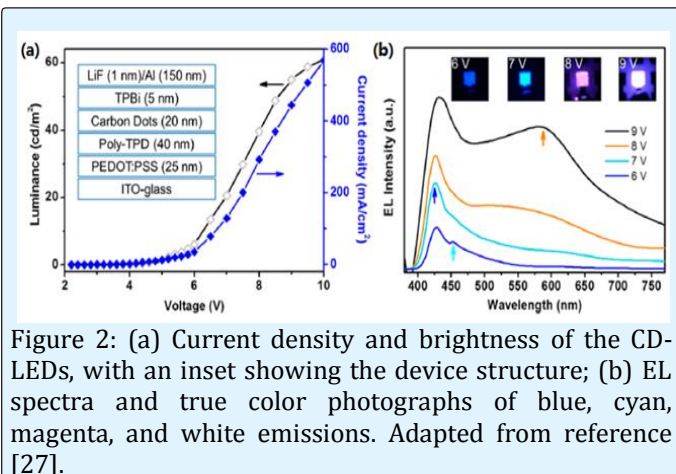 (a)
60
40
20
0
Luminance (cd/m²)
LiF (1 nm)/Al (150 nm)
TPBi (5 nm)
Carbon Dots (20 nm)
Poly-TPD (40 nm)
PEDOT:PSS (25 nm)
ITO-glass
600
400
200
0
Current density (mA/cm²)
2 4 6 8 10
Voltage (V)
(b)
EL Intensity (a.u.)
6 V 7 V 8 V 9 V
9 V
8 V
7 V
6 V
400 450 500 550 600 650 700 750
Wavelength (nm)
Figure 2: (a) Current density and brightness of the CD-
LEDs, with an inset showing the device structure; (b) EL
spectra and true color photographs of blue, cyan,
magenta, and white emissions. Adapted from reference
[27].